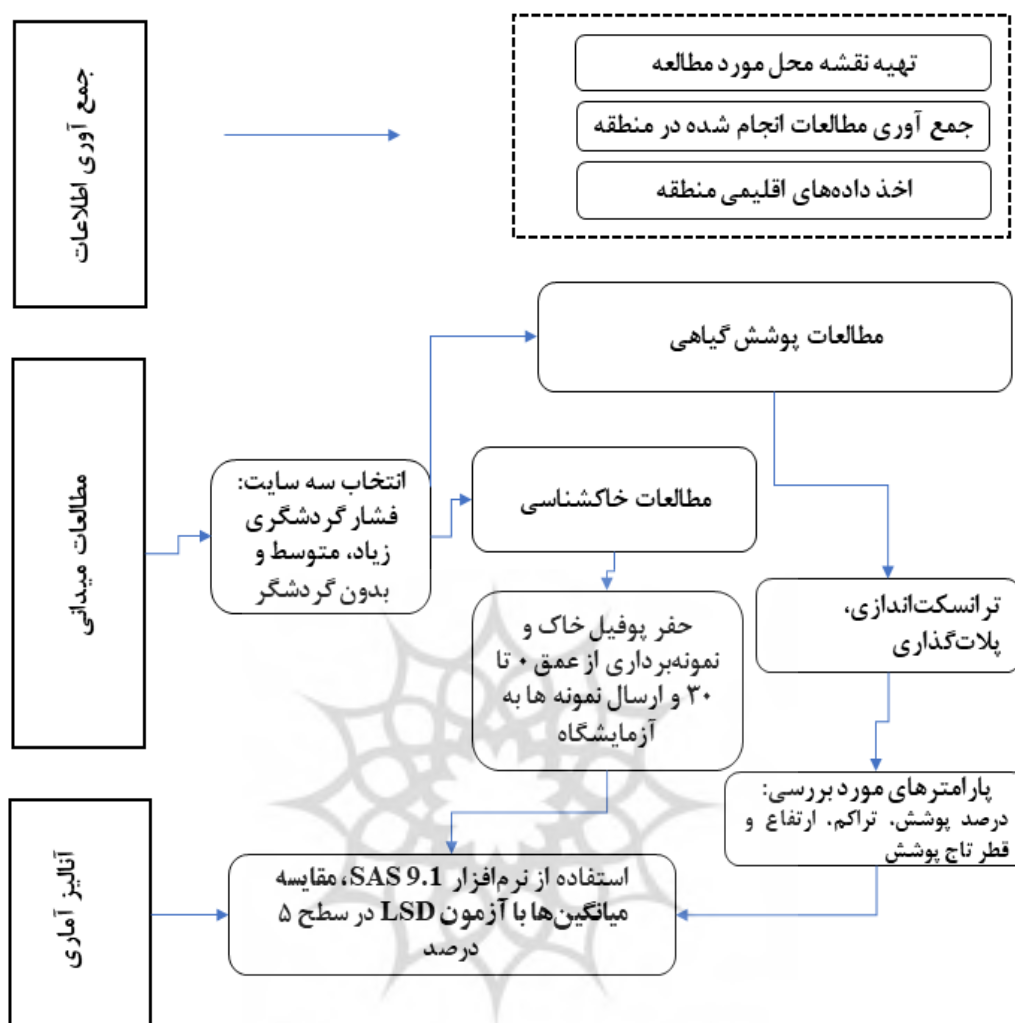 جمع آوری اطلاعات
تهیه نقشه محل مورد مطالعه
جمع آوری مطالعات انجام شده در منطقه
اخذ داده‌های اقلیمی منطقه
مطالعات میدانی
انتخاب سه سایت:
فشار گردشگری
زیاد، متوسط و
بدون گردشگر
مطالعات پوشش گیاهی
مطالعات خاکشناسی
حفر پوفیل خاک و
نمونه‌برداری از عمق ۰ تا
۳۰ و ارسال نمونه ها به
آزمایشگاه
ترانسکت‌اندازی،
پلات‌گذاری
پارامترهای مورد بررسی:
درصد پوشش، تراکم، ارتفاع و
قطر تاج پوشش
آنالیز آماری
استفاده از نرم‌افزار SAS 9.1، مقایسه
میانگین‌ها با آزمون LSD در سطح ۵
درصد